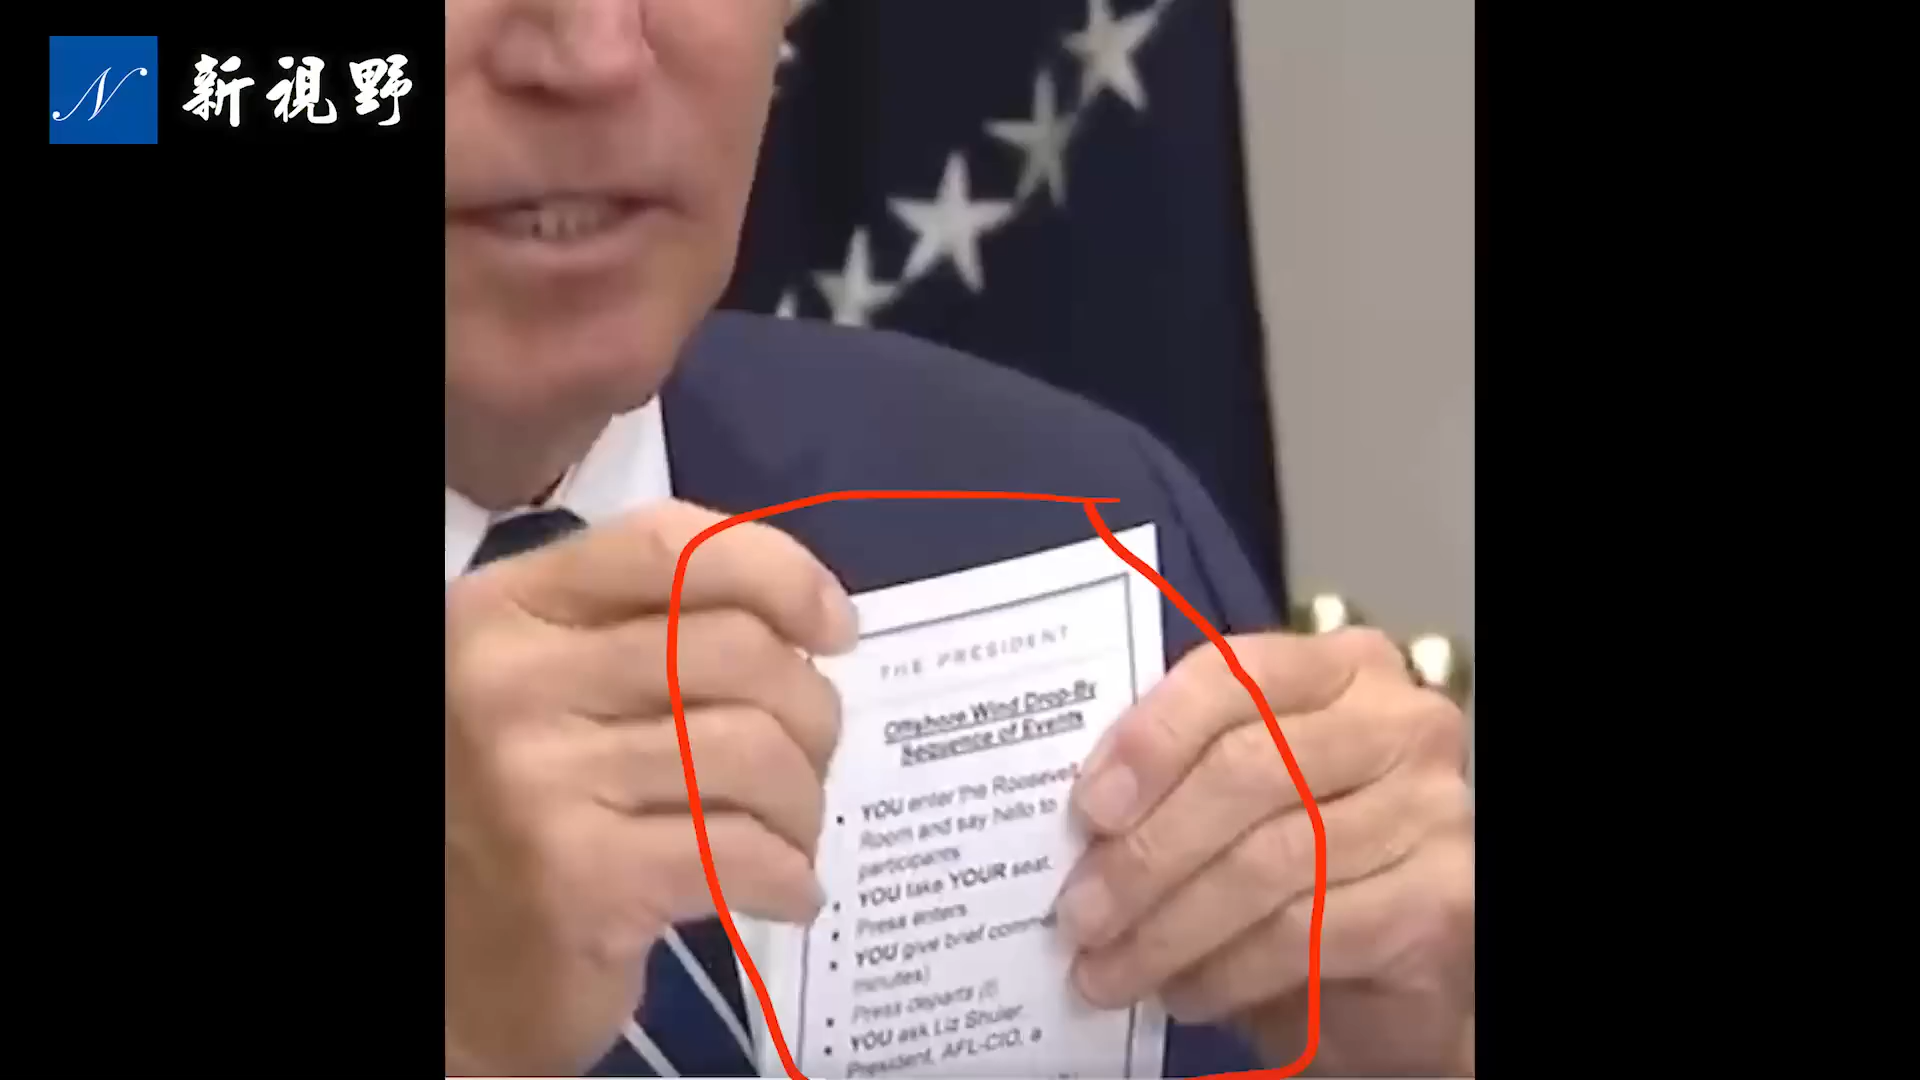 N 新視野
THE PRESIDENT
Offshore Wind Drop-By
Sequence of Events
• YOU enter the Roosevelt
Room and say hello to
participants
• YOU take YOUR seat.
• Press enters
• YOU give brief comme
minutes)
• Press departs
• YOU ask Liz Shuler,
President, AFL-CIO, a